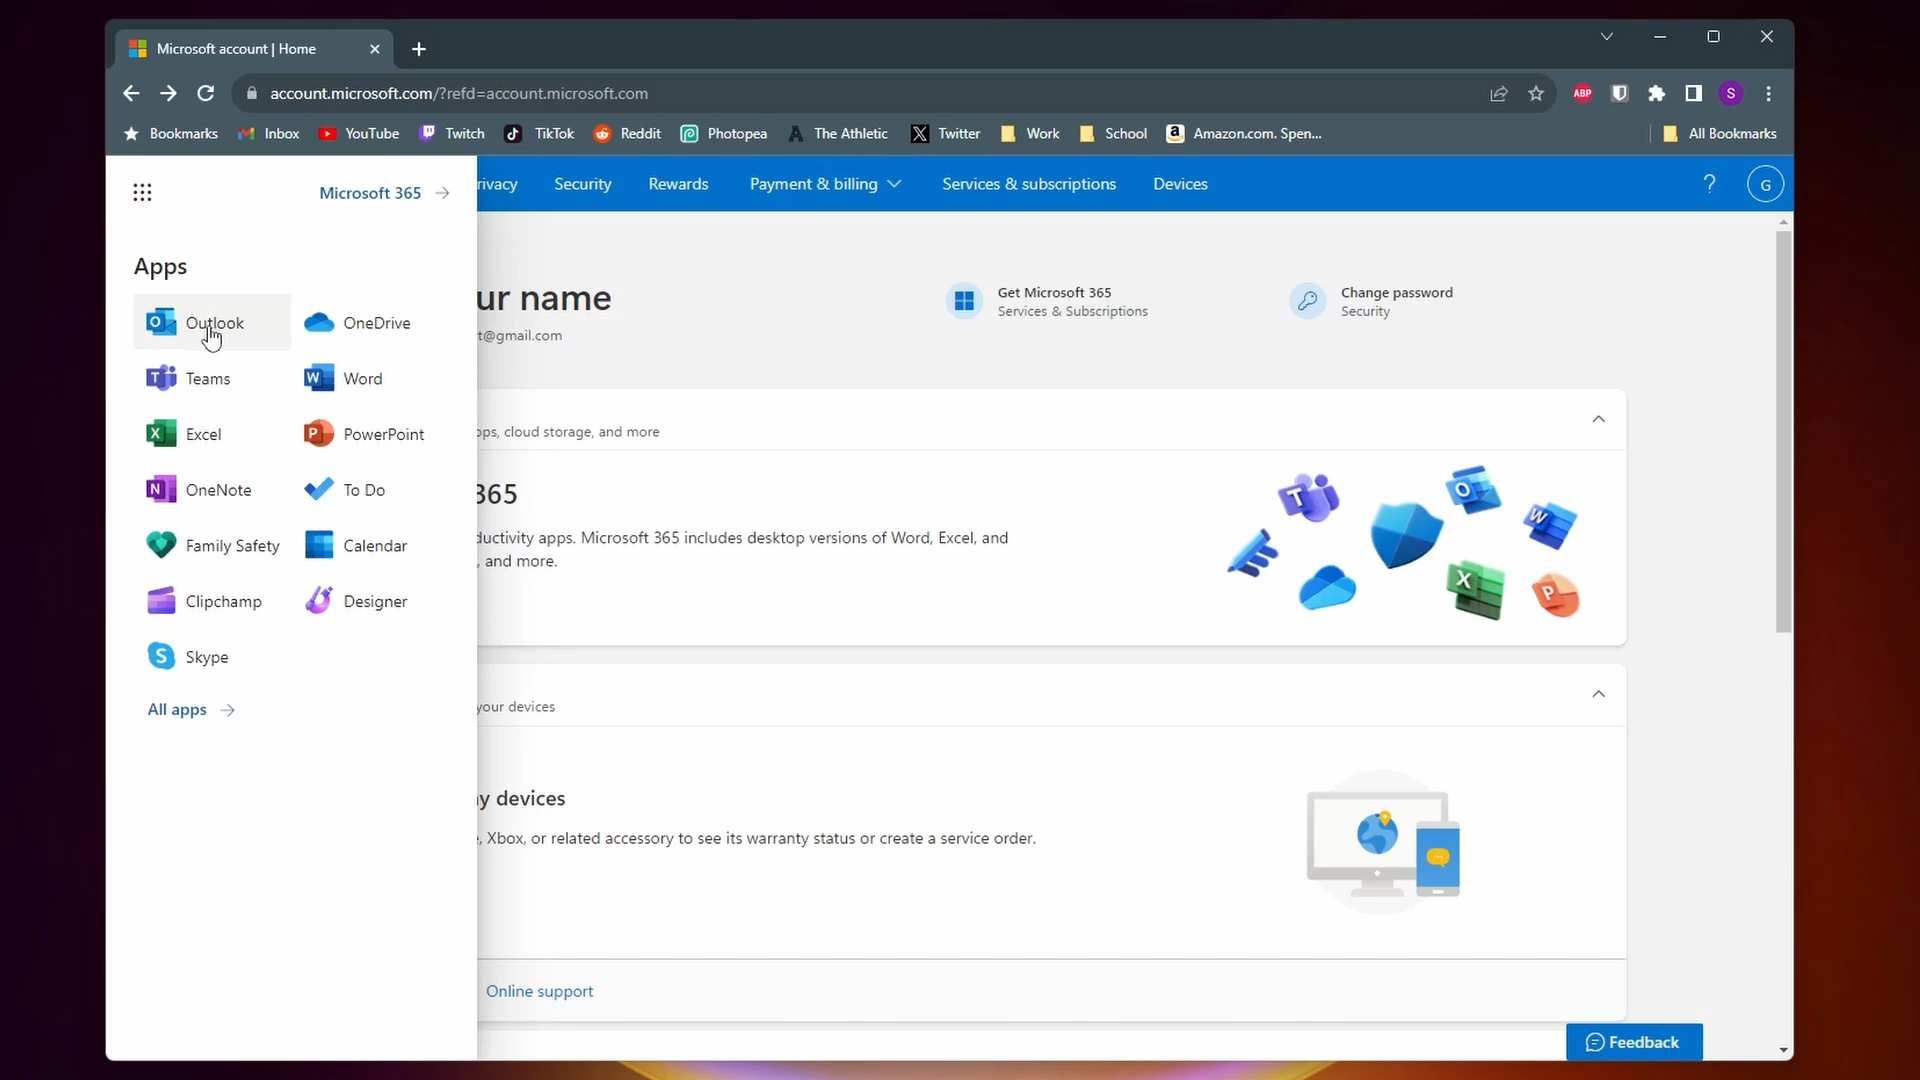 Microsoft account | Home
account.microsoft.com/?refd=account.microsoft.com
ABP
S
Bookmarks Inbox YouTube Twitch TikTok Reddit Photopea The Athletic Twitter Work School Amazon.com. Spen... All Bookmarks
Microsoft 365
rivacy Security Rewards Payment & billing Services & subscriptions Devices ? G
Apps
Outlook OneDrive
Teams Word
Excel PowerPoint
OneNote To Do
Family Safety Calendar
Clipchamp Designer
Skype
All apps
ur name
t@gmail.com
Get Microsoft 365
Services & Subscriptions
Change password
Security
ops, cloud storage, and more
365
ductivity apps. Microsoft 365 includes desktop versions of Word, Excel, and
, and more.
your devices
y devices
, Xbox, or related accessory to see its warranty status or create a service order.
Online support
Feedback